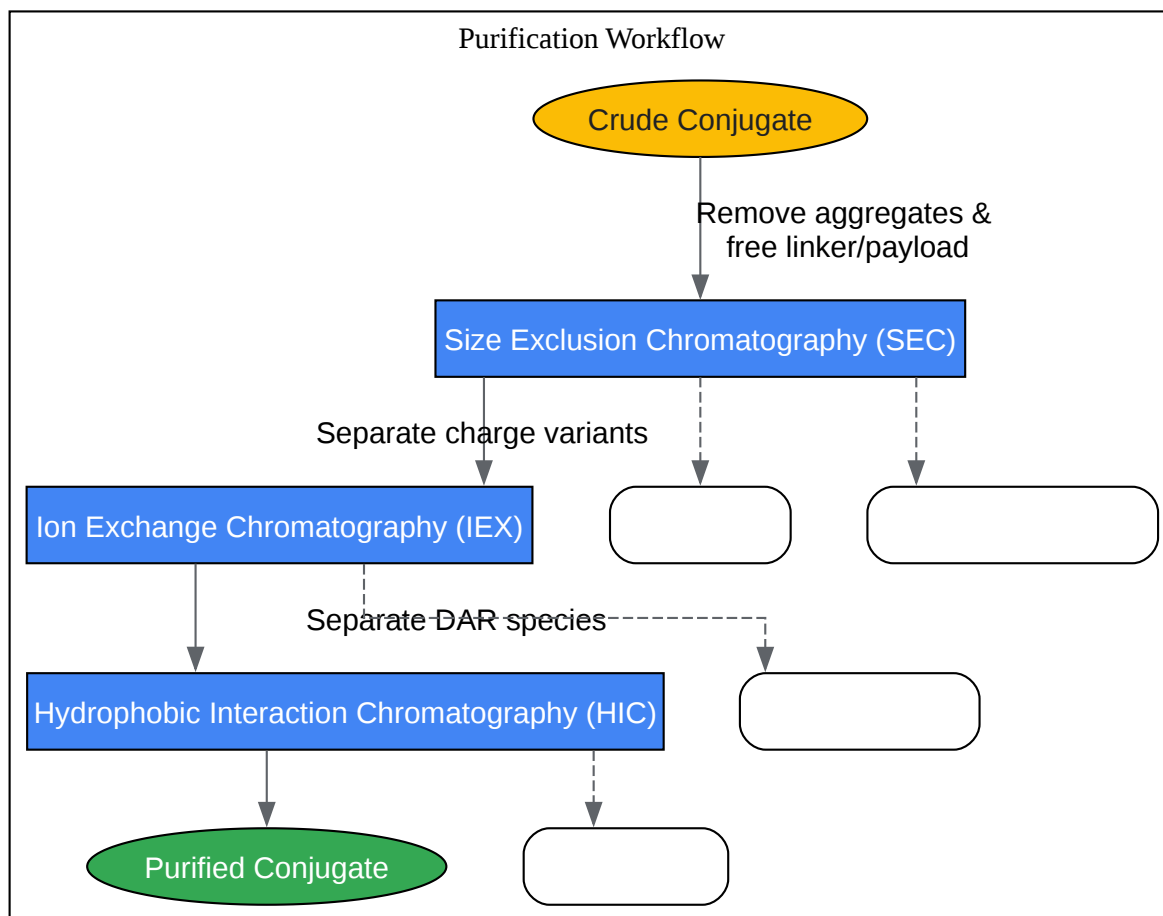 Purification Workflow
Crude Conjugate
Remove aggregates &
free linker/payload
Size Exclusion Chromatography (SEC)
Separate charge variants
Ion Exchange Chromatography (IEX)
Separate DAR species
Hydrophobic Interaction Chromatography (HIC)
Purified Conjugate